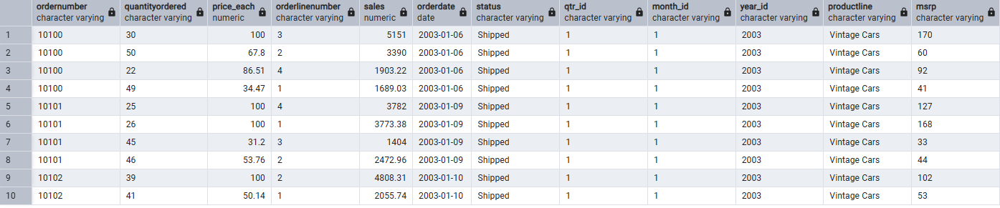 ordernumber quantityordered price_each orderlinenumber sales orderdate status qtr_id month_id year_id productline msrp
character varying character varying numeric character varying numeric date character varying character varying character varying character varying character varying character varying
1 10100 30 100 3 5151 2003-01-06 Shipped 1 1 2003 Vintage Cars 170
2 10100 50 67.8 2 3390 2003-01-06 Shipped 1 1 2003 Vintage Cars 60
3 10100 22 86.51 4 1903.22 2003-01-06 Shipped 1 1 2003 Vintage Cars 92
4 10100 49 34.47 1 1689.03 2003-01-06 Shipped 1 1 2003 Vintage Cars 41
5 10101 25 100 4 3782 2003-01-09 Shipped 1 1 2003 Vintage Cars 127
6 10101 26 100 1 3773.38 2003-01-09 Shipped 1 1 2003 Vintage Cars 168
7 10101 45 31.2 3 1404 2003-01-09 Shipped 1 1 2003 Vintage Cars 33
8 10101 46 53.76 2 2472.96 2003-01-09 Shipped 1 1 2003 Vintage Cars 44
9 10102 39 100 2 4808.31 2003-01-10 Shipped 1 1 2003 Vintage Cars 102
10 10102 41 50.14 1 2055.74 2003-01-10 Shipped 1 1 2003 Vintage Cars 53